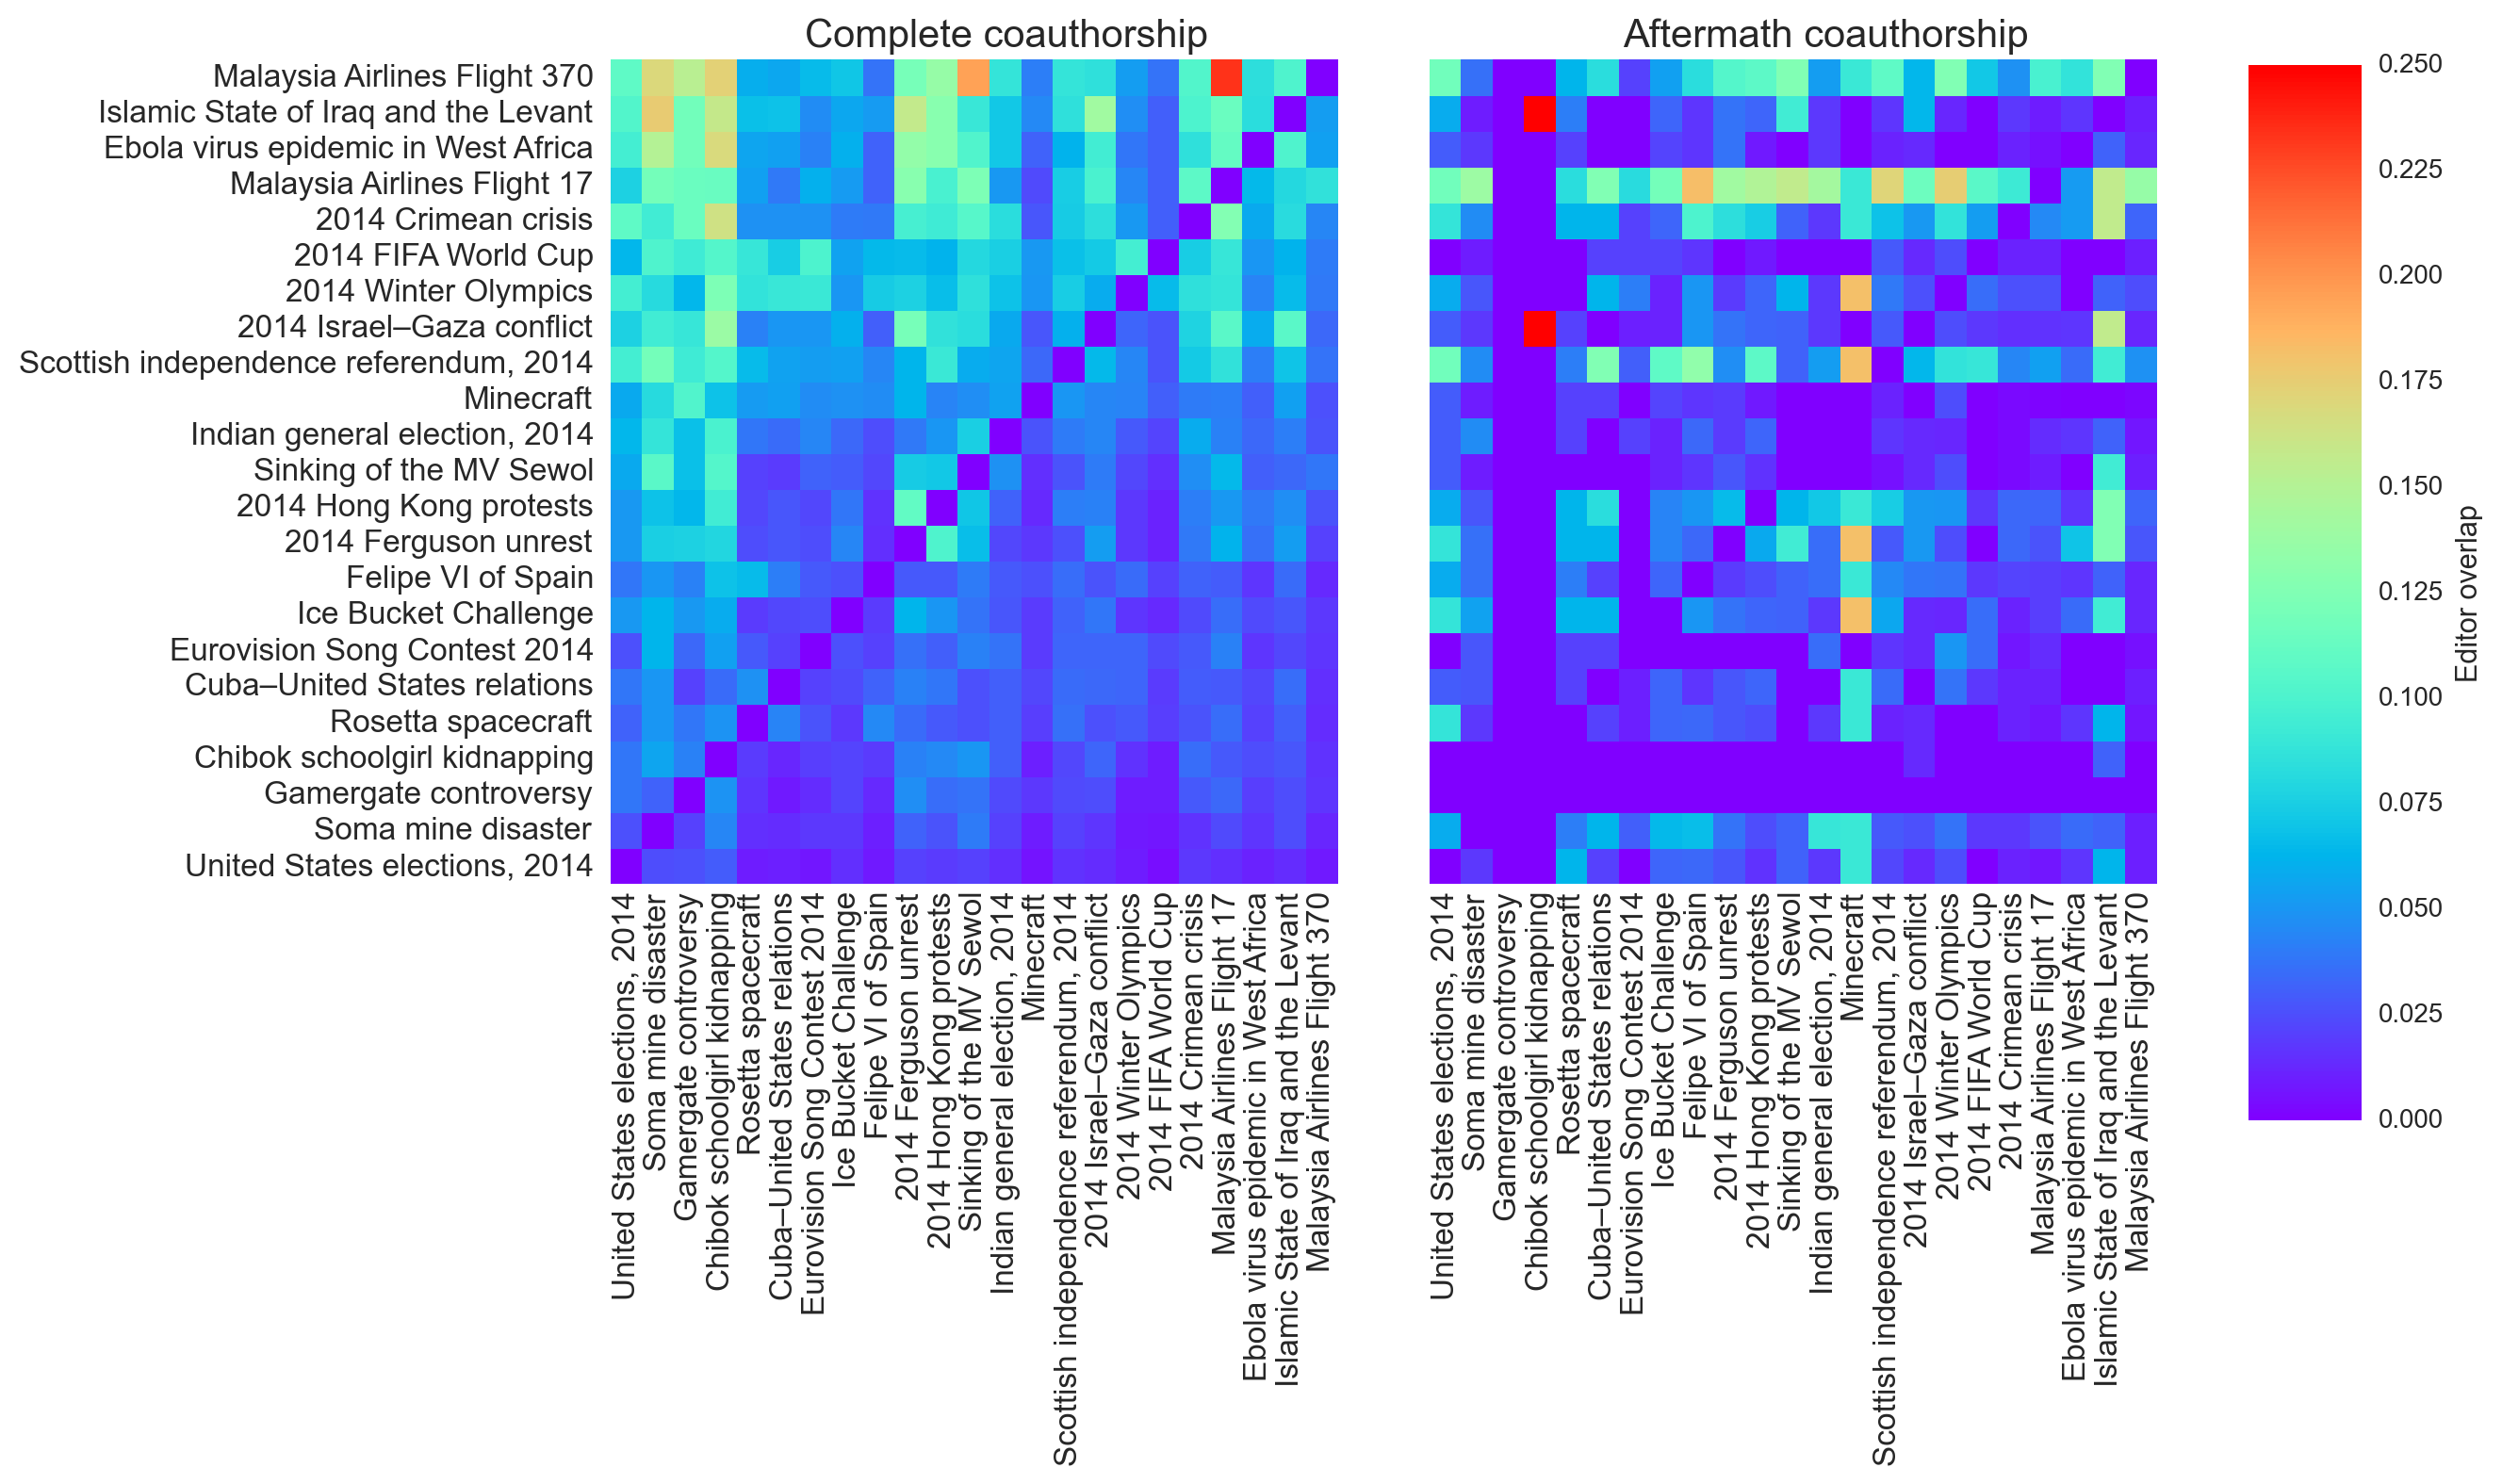 Complete coauthorship
Aftermath coauthorship
Malaysia Airlines Flight 370
Islamic State of Iraq and the Levant
Ebola virus epidemic in West Africa
Malaysia Airlines Flight 17
2014 Crimean crisis
2014 FIFA World Cup
2014 Winter Olympics
2014 Israel–Gaza conflict
Scottish independence referendum, 2014
Minecraft
Indian general election, 2014
Sinking of the MV Sewol
2014 Hong Kong protests
2014 Ferguson unrest
Felipe VI of Spain
Ice Bucket Challenge
Eurovision Song Contest 2014
Cuba–United States relations
Rosetta spacecraft
Chibok schoolgirl kidnapping
Gamergate controversy
Soma mine disaster
United States elections, 2014
United States elections, 2014
Soma mine disaster
Gamergate controversy
Chibok schoolgirl kidnapping
Rosetta spacecraft
Cuba–United States relations
Eurovision Song Contest 2014
Ice Bucket Challenge
Felipe VI of Spain
2014 Ferguson unrest
2014 Hong Kong protests
Sinking of the MV Sewol
Indian general election, 2014
Minecraft
Scottish independence referendum, 2014
2014 Israel–Gaza conflict
2014 Winter Olympics
2014 FIFA World Cup
2014 Crimean crisis
Malaysia Airlines Flight 17
Ebola virus epidemic in West Africa
Islamic State of Iraq and the Levant
Malaysia Airlines Flight 370
United States elections, 2014
Soma mine disaster
Gamergate controversy
Chibok schoolgirl kidnapping
Rosetta spacecraft
Cuba–United States relations
Eurovision Song Contest 2014
Ice Bucket Challenge
Felipe VI of Spain
2014 Ferguson unrest
2014 Hong Kong protests
Sinking of the MV Sewol
Indian general election, 2014
Minecraft
Scottish independence referendum, 2014
2014 Israel–Gaza conflict
2014 Winter Olympics
2014 FIFA World Cup
2014 Crimean crisis
Malaysia Airlines Flight 17
Ebola virus epidemic in West Africa
Islamic State of Iraq and the Levant
Malaysia Airlines Flight 370
0.250
0.225
0.200
0.175
0.150
0.125
0.100
0.075
0.050
0.025
0.000
Editor overlap